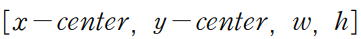 [x−center, y−center, w, h]